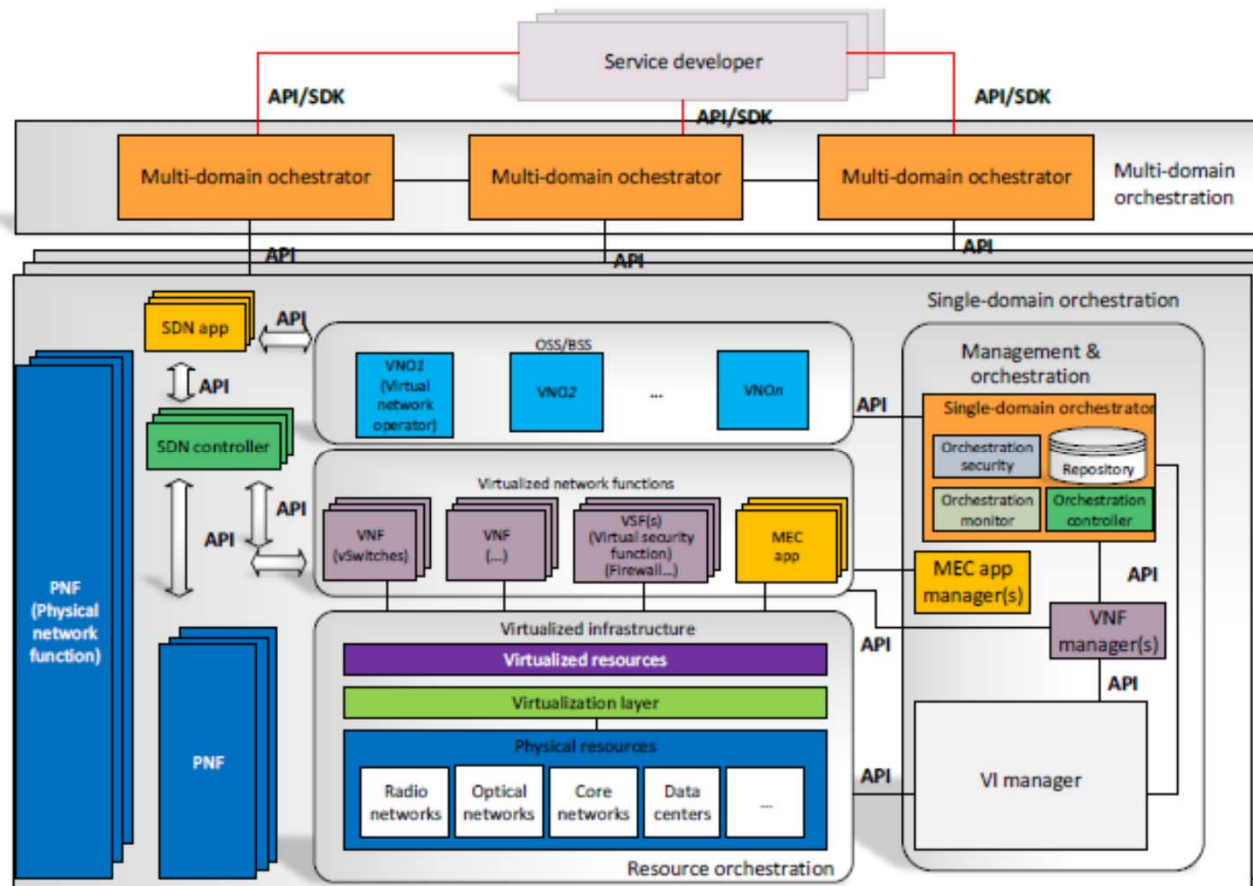 Service developer
API/SDK
API/SDK
API/SDK
Multi-domain ochestrator
Multi-domain ochestrator
Multi-domain ochestrator
Multi-domain
orchestration
API
API
API
Single-domain orchestration
SDN app
API
API
SDN controller
API
API
OSS/BSS
VNO1
(Virtual
network
operator)
VNO2
...
VNOn
API
Management &
orchestration
Single-domain orchestrator
Orchestration
security
Repository
Orchestration
monitor
Orchestration
controller
Virtualized network functions
VNF
(vSwitches)
VNF
(...)
VSF(s)
(Virtual security
function)
(Firewall...)
MEC
app
MEC app
manager(s)
API
VNF
manager(s)
API
API
PNF
(Physical
network
function)
PNF
Virtualized infrastructure
Virtualized resources
Virtualization layer
Physical resources
Radio
networks
Optical
networks
Core
networks
Data
centers
...
Resource orchestration
API
VI manager